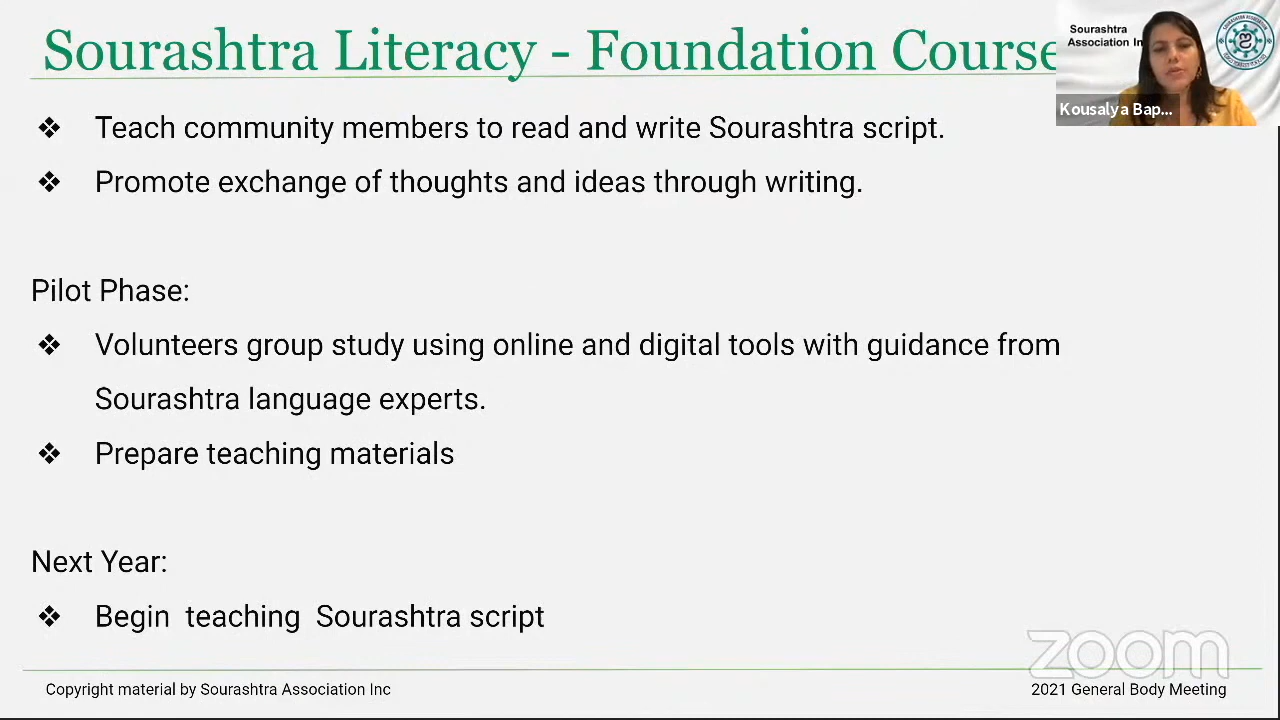 Sourashtra Literacy - Foundation Course
Sourashtra
Association In
Kousalya Bap...
❖ Teach community members to read and write Sourashtra script.
❖ Promote exchange of thoughts and ideas through writing.
Pilot Phase:
❖ Volunteers group study using online and digital tools with guidance from
Sourashtra language experts.
❖ Prepare teaching materials
Next Year:
❖ Begin teaching Sourashtra script
zoom
Copyright material by Sourashtra Association Inc
2021 General Body Meeting